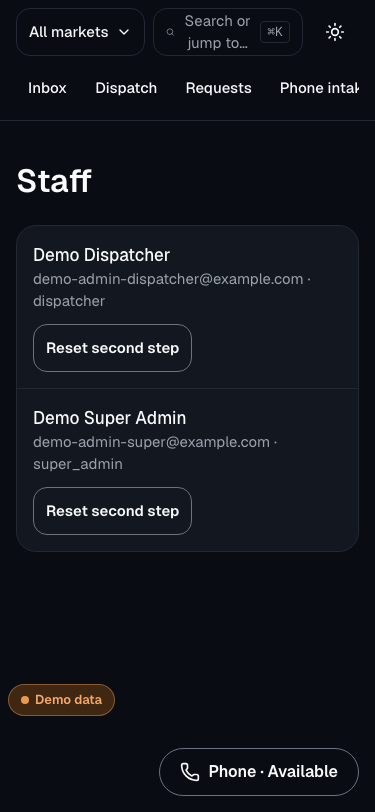 All markets
Search or
jump to...
⌘K
Inbox Dispatch Requests Phone intak
Staff
Demo Dispatcher
demo-admin-dispatcher@example.com ·
dispatcher
Reset second step
Demo Super Admin
demo-admin-super@example.com ·
super_admin
Reset second step
Demo data
Phone · Available